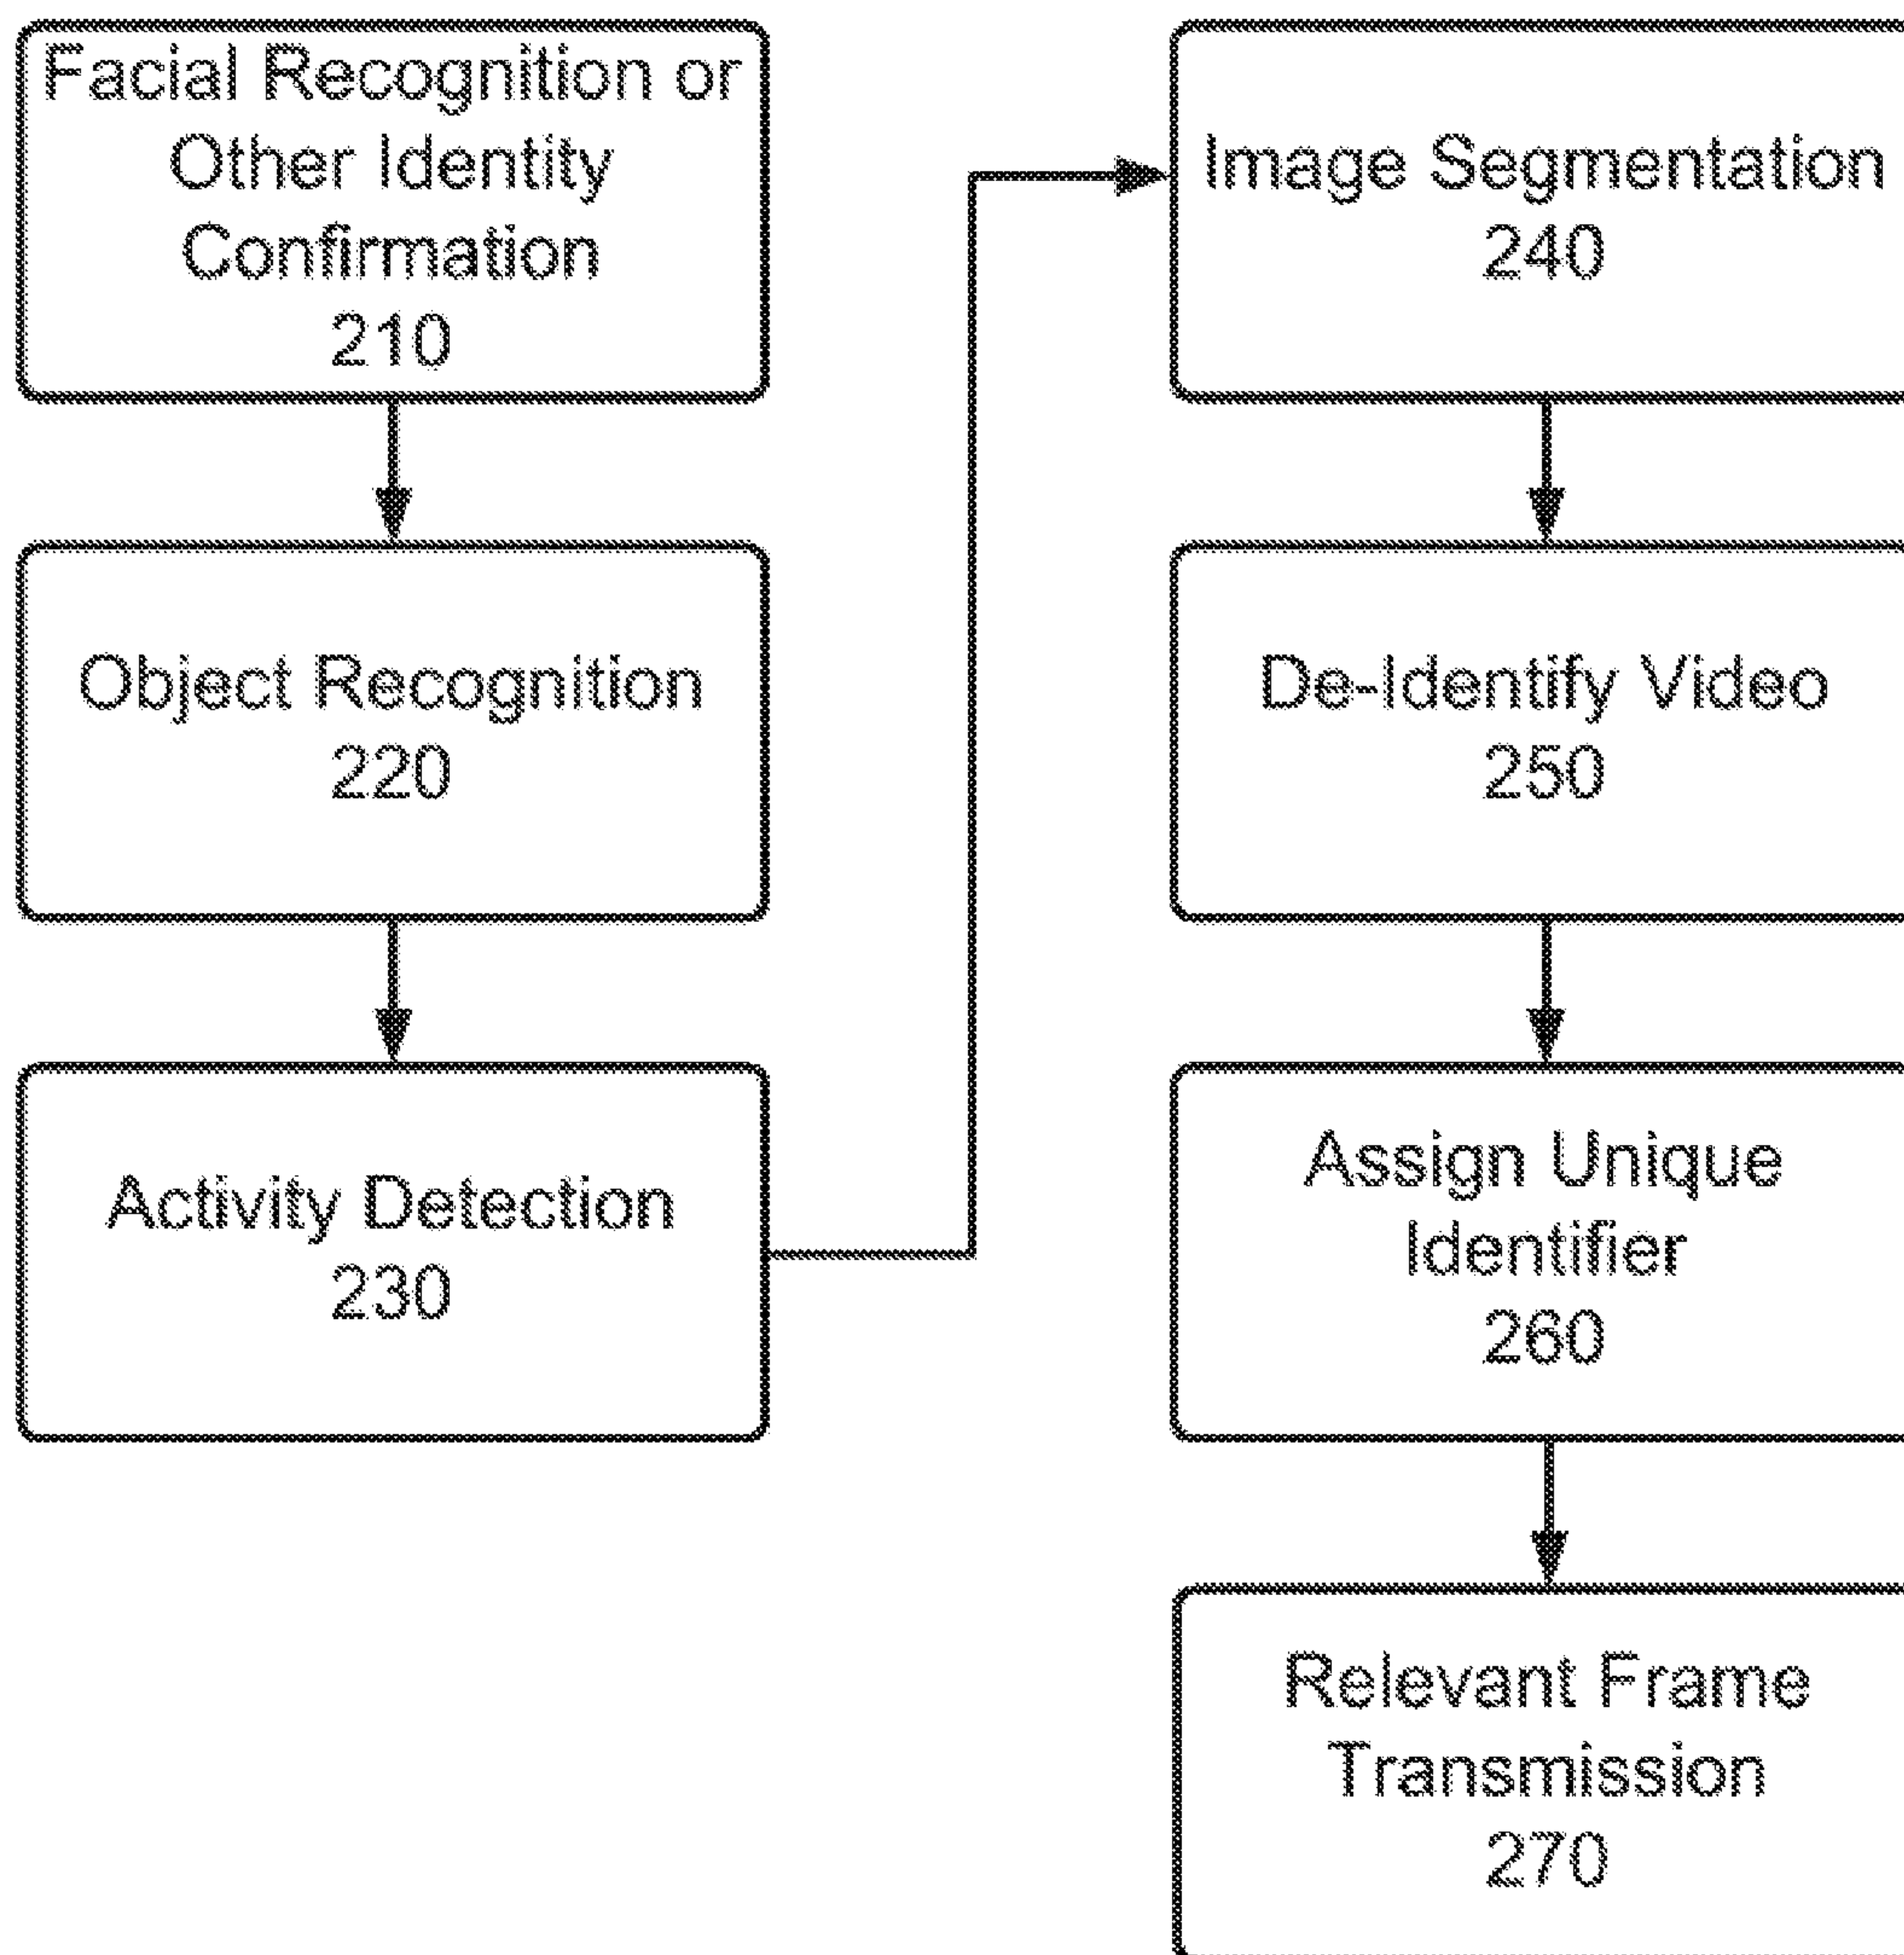 Facial Recognition or
Other Identity
Confirmation
210
Object Recognition
220
Activity Detection
230
Image Segmentation
240
De-Identify Video
250
Assign Unique
Identifier
260
Relevant Frame
Transmission
270